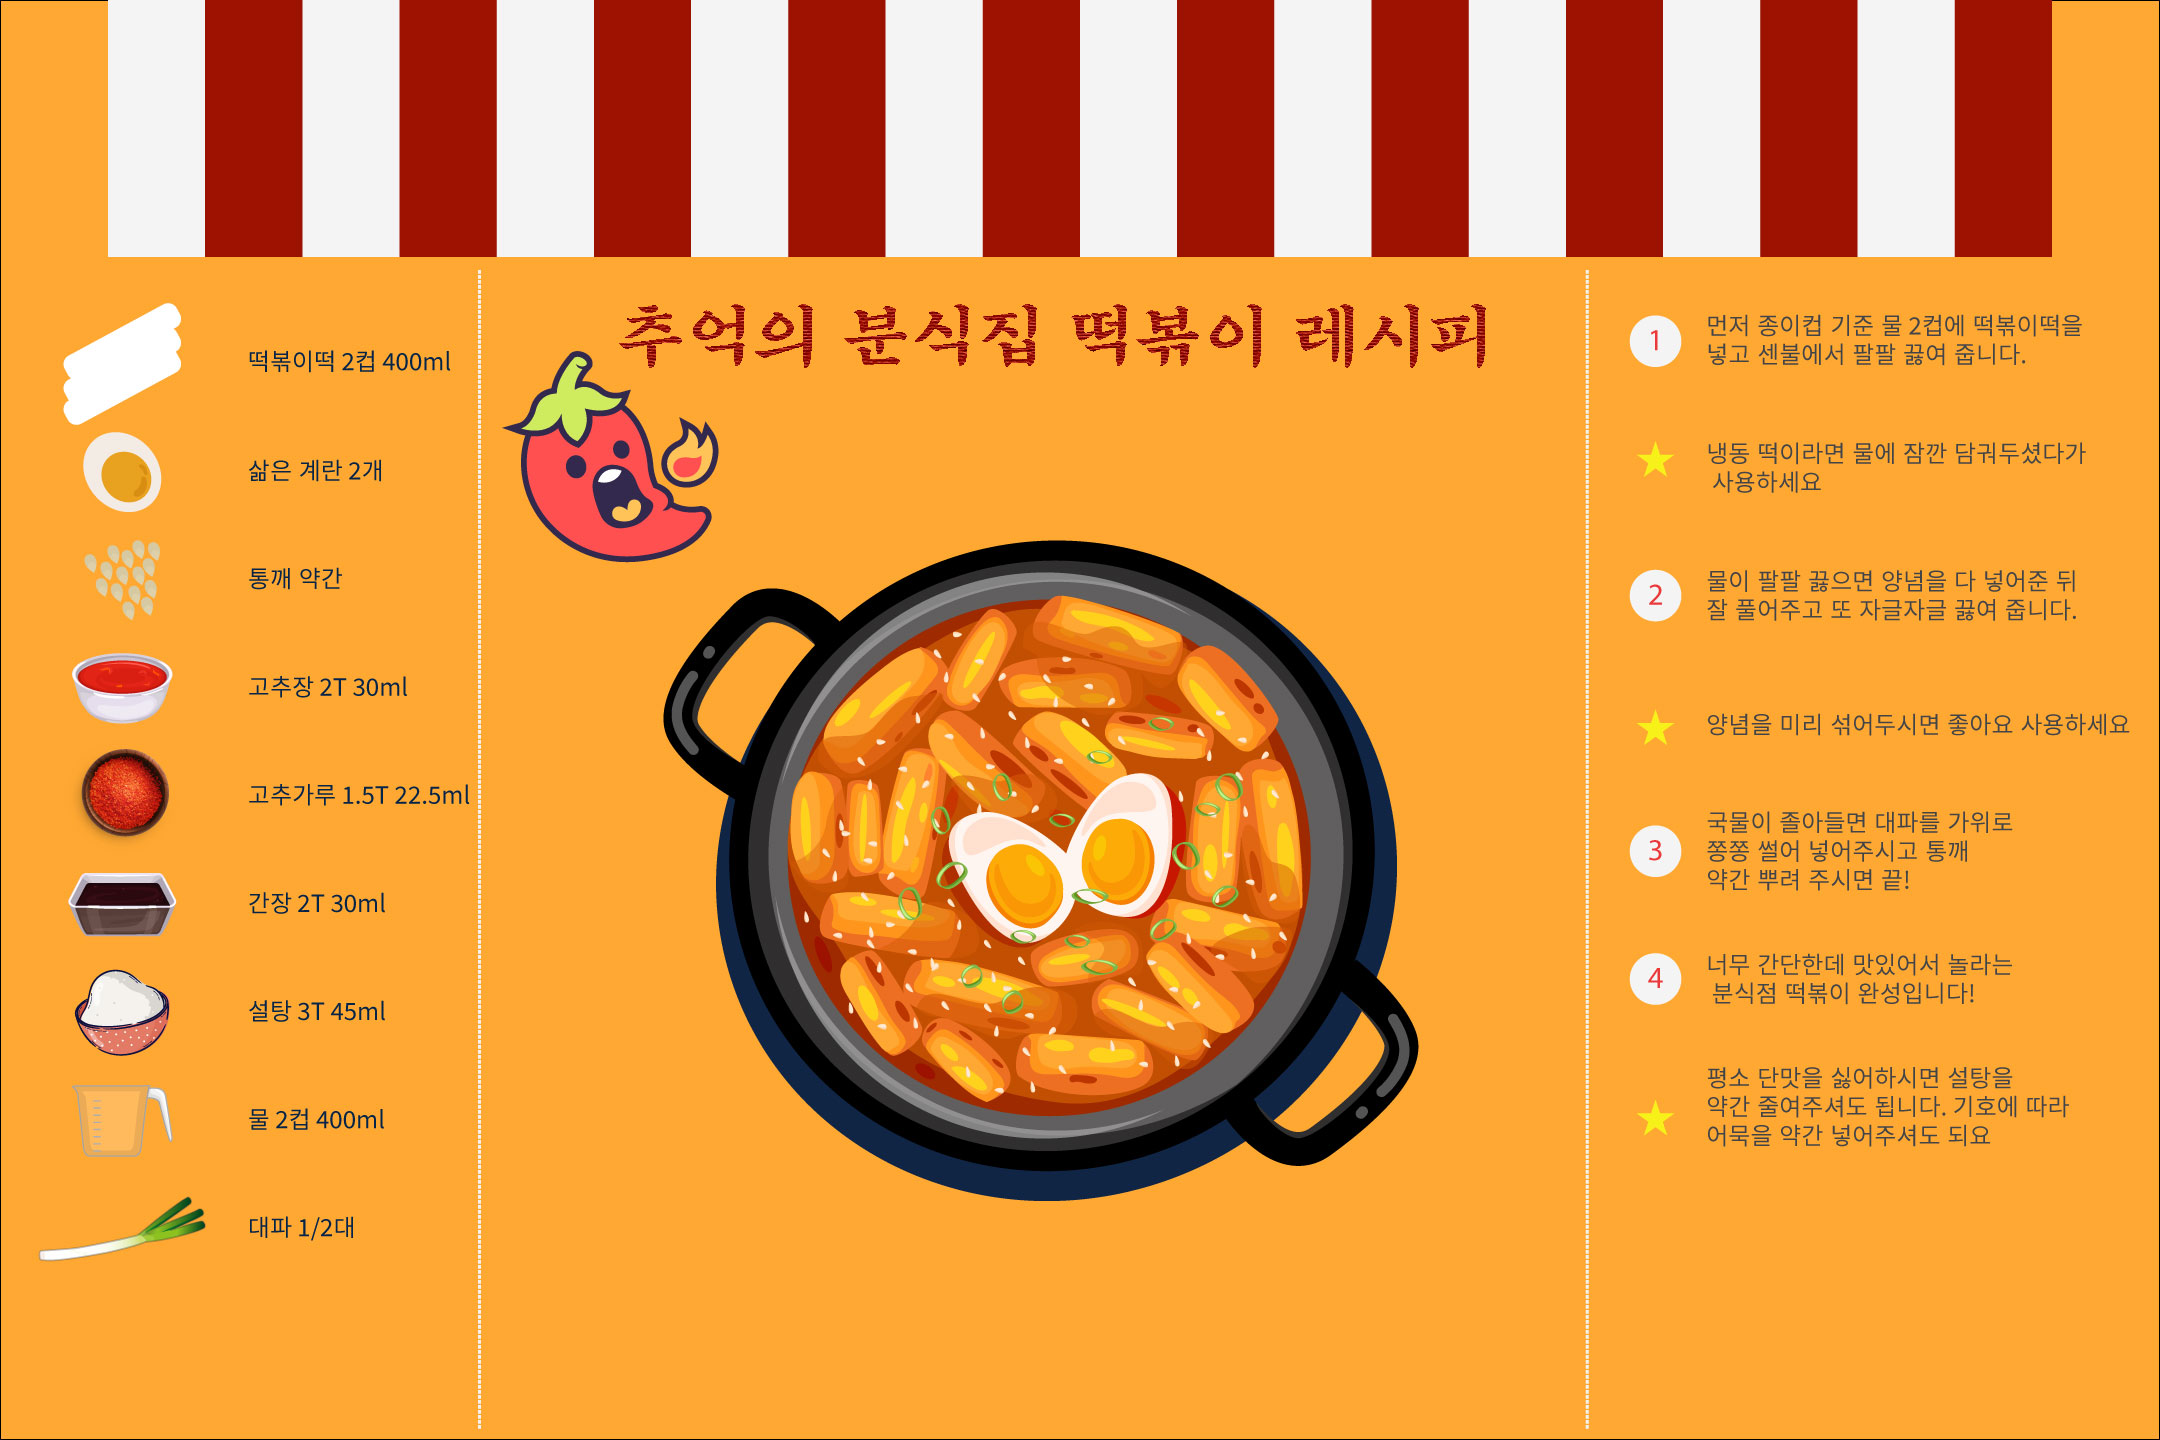 추억의 분식집 떡볶이 레시피
떡볶이떡 2컵 400ml
삶은 계란 2개
통깨 약간
고추장 2T 30ml
고추가루 1.5T 22.5ml
간장 2T 30ml
설탕 3T 45ml
물 2컵 400ml
대파 1/2대
1
먼저 종이컵 기준 물 2컵에 떡볶이떡을
넣고 센불에서 팔팔 끓여 줍니다.
냉동 떡이라면 물에 잠깐 담궈두셨다가
사용하세요
2
물이 팔팔 끓으면 양념을 다 넣어준 뒤
잘 풀어주고 또 자글자글 끓여 줍니다.
양념을 미리 섞어두시면 좋아요 사용하세요
3
국물이 졸아들면 대파를 가위로
쫑쫑 썰어 넣어주시고 통깨
약간 뿌려 주시면 끝!
4
너무 간단한데 맛있어서 놀라는
분식점 떡볶이 완성입니다!
평소 단맛을 싫어하시면 설탕을
약간 줄여주셔도 됩니다. 기호에 따라
어묵을 약간 넣어주셔도 되요